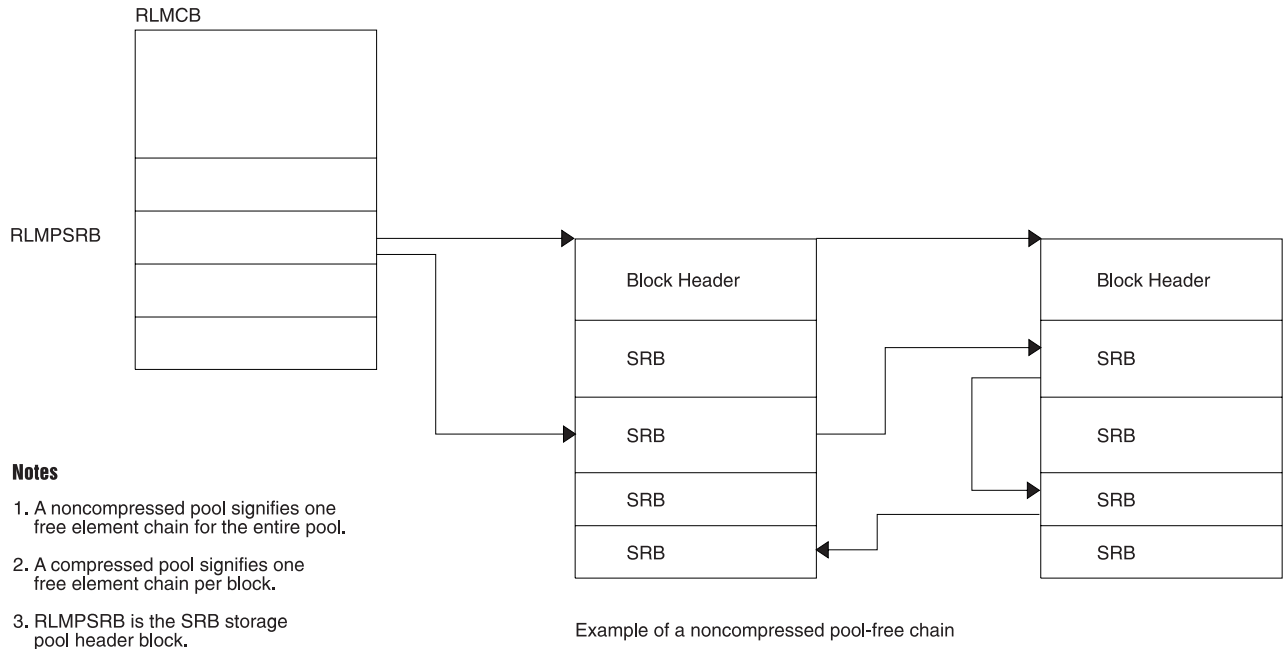 RLMCB
RLMPSRB
Block Header
SRB
SRB
SRB
SRB
Block Header
SRB
SRB
SRB
SRB
Notes
1. A noncompressed pool signifies one
free element chain for the entire pool.
2. A compressed pool signifies one
free element chain per block.
3. RLMPSRB is the SRB storage
pool header block.
Example of a noncompressed pool-free chain